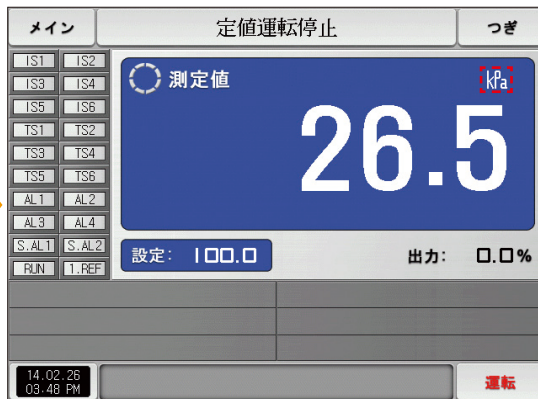 メイン 定値運転停止 つぎ
IS1 IS2
IS3 IS4
IS5 IS6
TS1 TS2
TS3 TS4
TS5 TS6
AL1 AL2
AL3 AL4
S.AL1 S.AL2
RUN 1.REF
測定値 kPa
26.5
設定: 100.0 出力: 0.0%
14.02.26
03:48 PM
運転